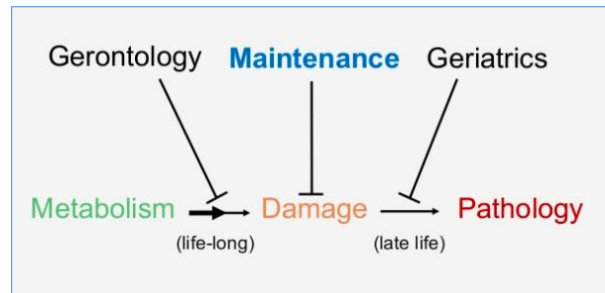 Gerontology Maintenance Geriatrics
Metabolism Damage Pathology
(life-long) (late life)